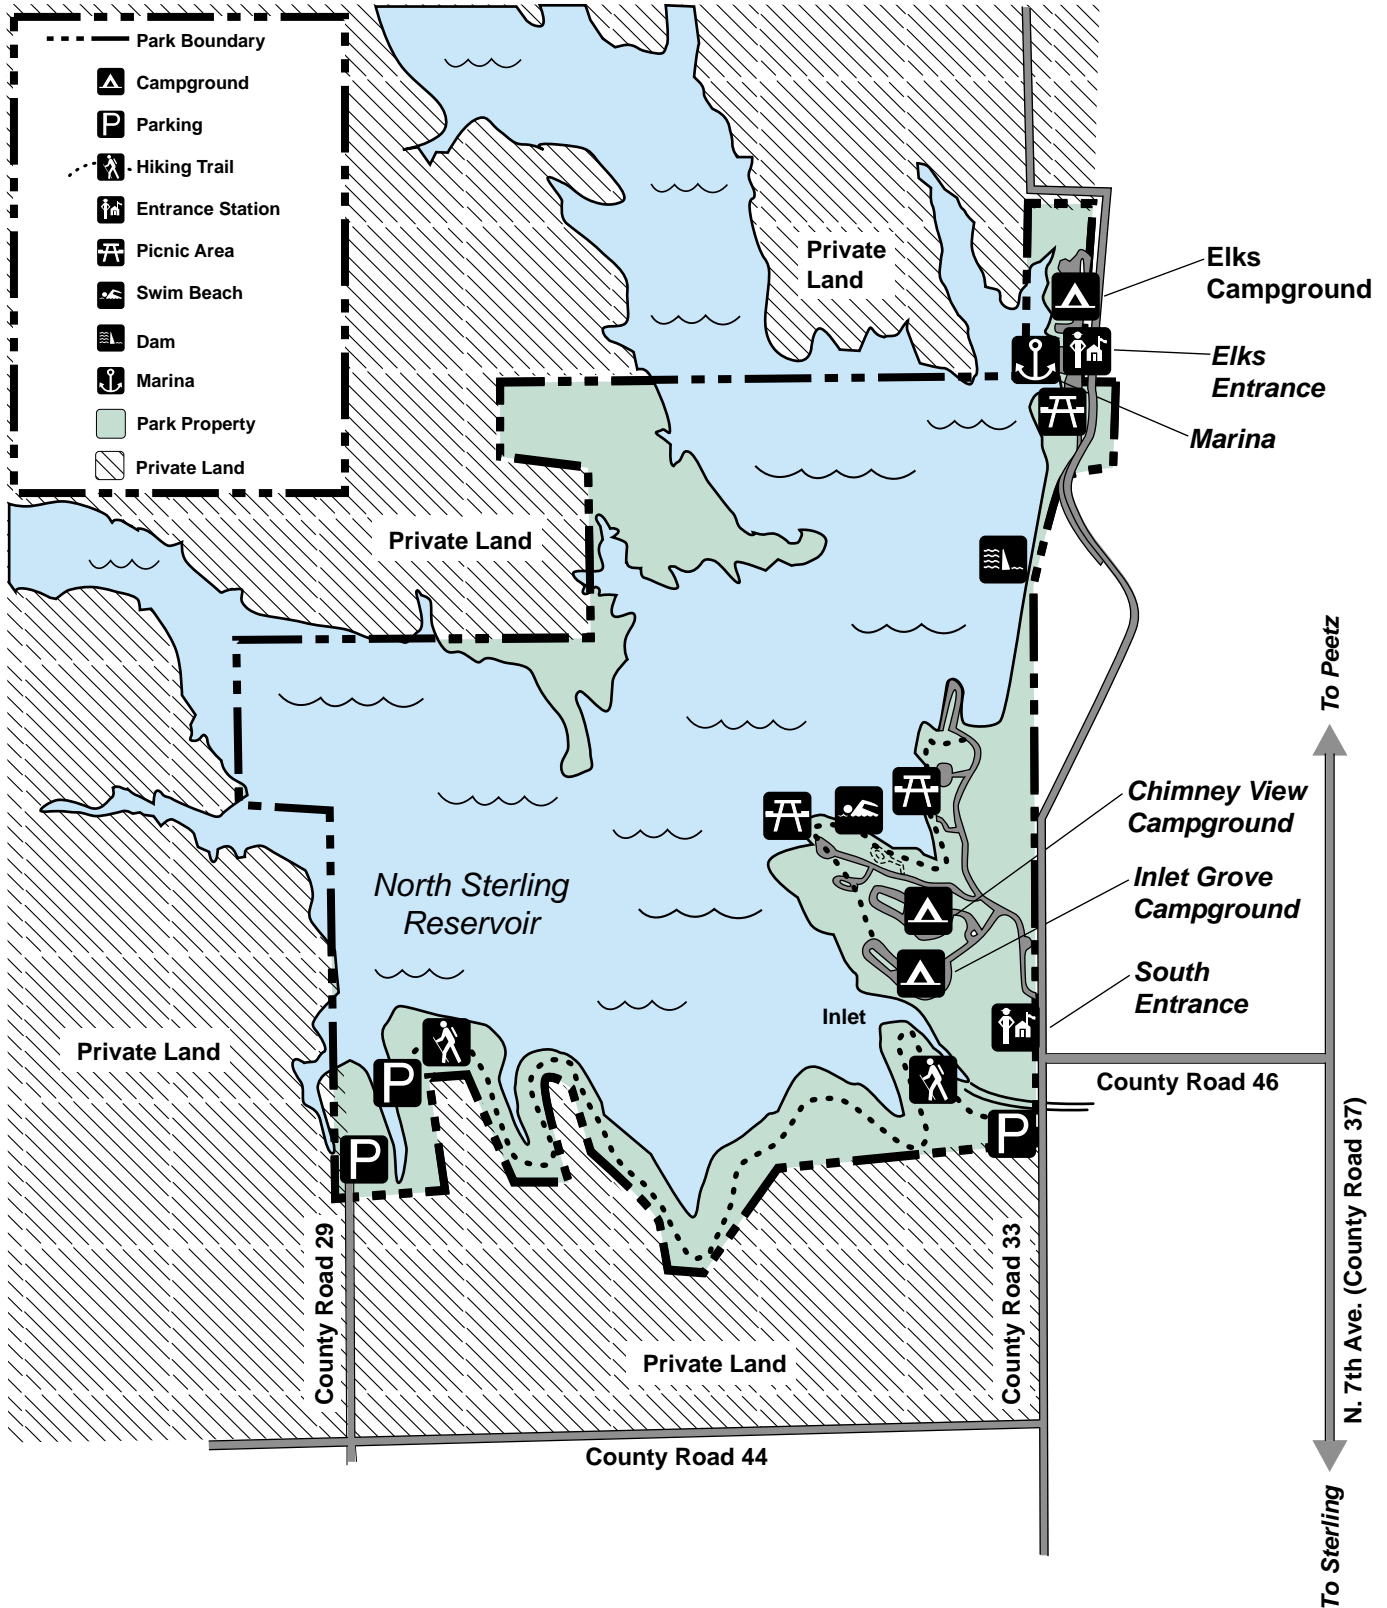 Park Boundary
Campground
P
Parking
Hiking Trail
Entrance Station
Picnic Area
Swim Beach
Dam
Marina
Park Property
Private Land
Private
Land
Elks
Campground
Elks
Entrance
Marina
Private Land
To Peetz
Chimney View
Campground
Inlet Grove
Campground
North Sterling
Reservoir
South
Entrance
Inlet
Private Land
P
P
P
County Road 46
County Road 29
County Road 33
N. 7th Ave. (County Road 37)
Private Land
County Road 44
To Sterling